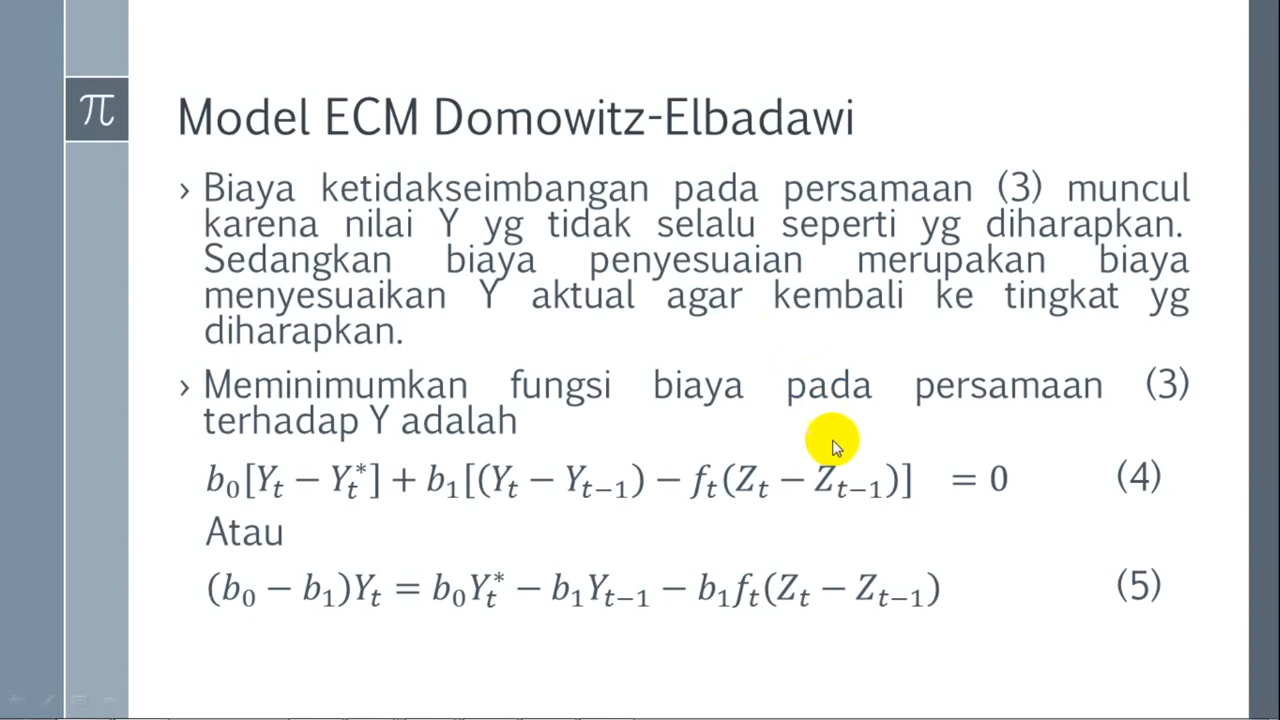 π
Model ECM Domowitz-Elbadawi
› Biaya ketidakseimbangan pada persamaan (3) muncul
karena nilai Y yg tidak selalu seperti yg diharapkan.
Sedangkan biaya penyesuaian merupakan biaya
menyesuaikan Y aktual agar kembali ke tingkat yg
diharapkan.
› Meminimumkan fungsi biaya pada persamaan (3)
terhadap Y adalah
b₀[Yₜ − Yₜ*] + b₁[(Yₜ − Yₜ₋₁) − fₜ(Zₜ − Zₜ₋₁)] = 0 (4)
Atau
(b₀ − b₁)Yₜ = b₀Yₜ* − b₁Yₜ₋₁ − b₁fₜ(Zₜ − Zₜ₋₁) (5)